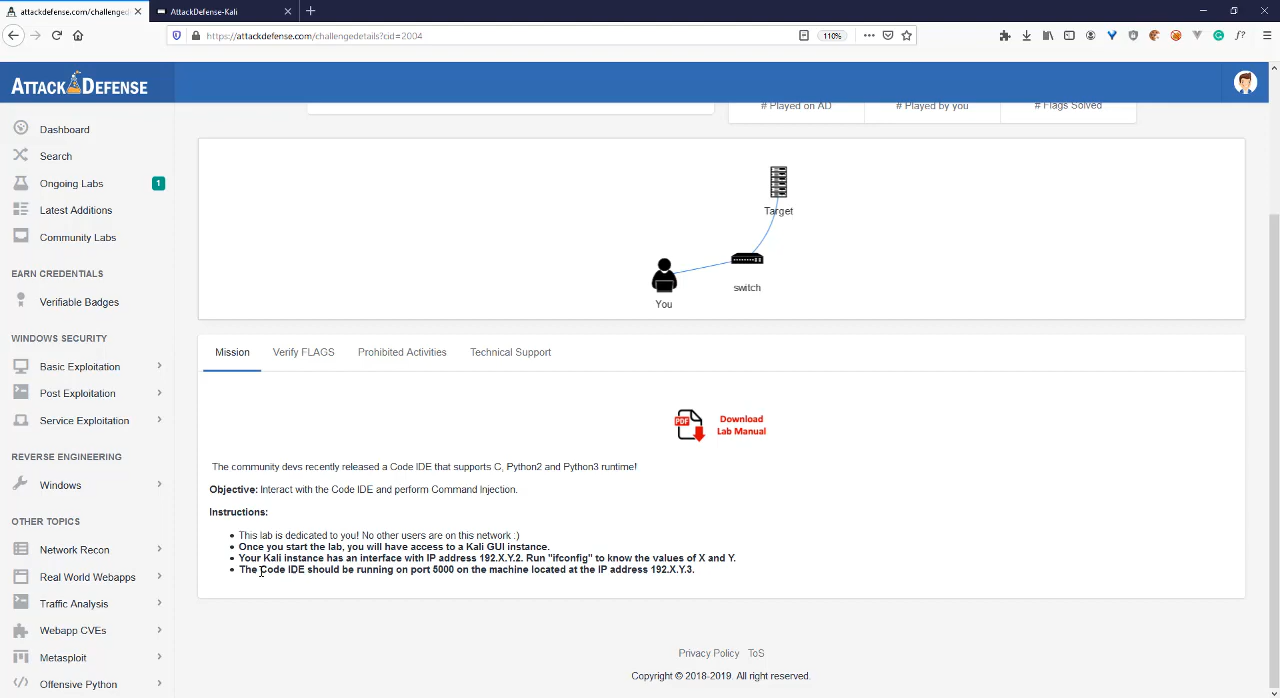 attackdefense.com/challenged
AttackDefense-Kali
https://attackdefense.com/challengedetails?cid=2004
110%
ATTACK DEFENSE
Dashboard
Search
Ongoing Labs
1
Latest Additions
Community Labs
EARN CREDENTIALS
Verifiable Badges
WINDOWS SECURITY
Basic Exploitation
Post Exploitation
Service Exploitation
REVERSE ENGINEERING
Windows
OTHER TOPICS
Network Recon
Real World Webapps
Traffic Analysis
Webapp CVEs
Metasploit
Offensive Python
# Played on AD
# Played by you
# Flags Solved
Target
switch
You
Mission
Verify FLAGS
Prohibited Activities
Technical Support
PDF
Download
Lab Manual
The community devs recently released a Code IDE that supports C, Python2 and Python3 runtime!
Objective: Interact with the Code IDE and perform Command Injection.
Instructions:
This lab is dedicated to you! No other users are on this network :)
Once you start the lab, you will have access to a Kali GUI instance.
Your Kali instance has an interface with IP address 192.X.Y.2. Run "ifconfig" to know the values of X and Y.
The Code IDE should be running on port 5000 on the machine located at the IP address 192.X.Y.3.
Privacy Policy ToS
Copyright © 2018-2019. All right reserved.